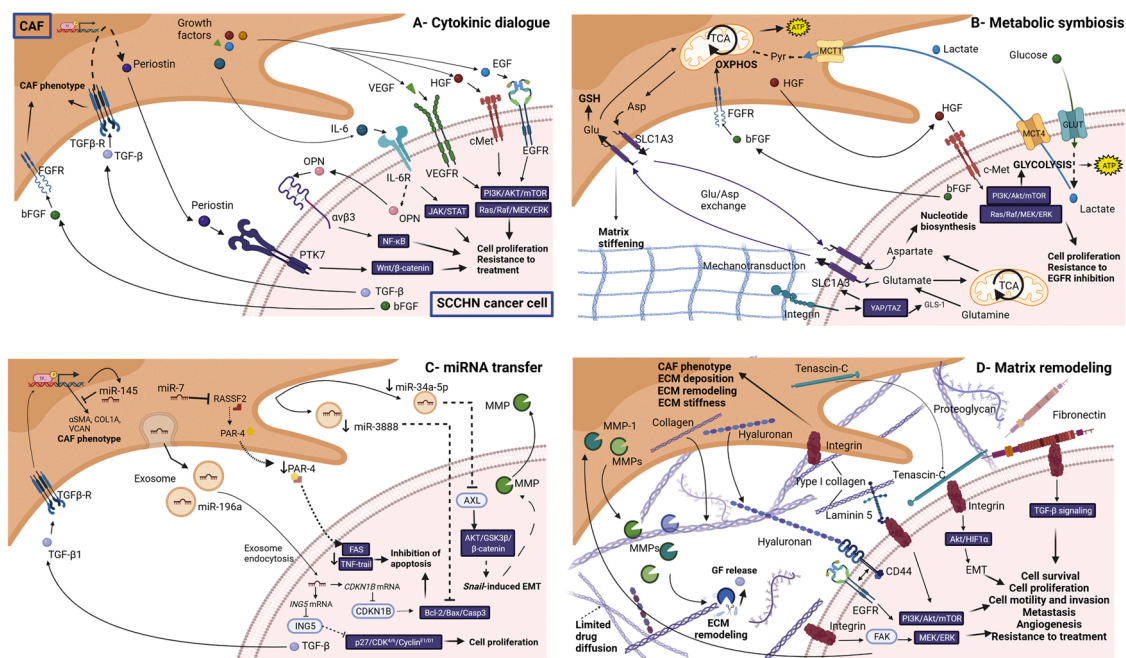 CAF
A- Cytokinic dialogue
Growth
factors
Periostin
CAF phenotype
TGFβ-R
TGF-β
FGFR
bFGF
VEGF
HGF
EGF
IL-6
IL-6R
VEGFR
cMet
EGFR
OPN
OPN
αvβ3
Periostin
PTK7
JAK/STAT
PI3K/AKT/mTOR
Ras/Raf/MEK/ERK
NF-κB
Wnt/β-catenin
Cell proliferation
Resistance to
treatment
TGF-β
bFGF
SCCHN cancer cell
B- Metabolic symbiosis
TCA
ATP
OXPHOS
Pyr
MCT1
Lactate
Glucose
HGF
HGF
GSH
Glu
Asp
SLC1A3
FGFR
bFGF
MCT4
GLUT
c-Met
GLYCOLYSIS
ATP
bFGF
PI3K/Akt/mTOR
Ras/Raf/MEK/ERK
Lactate
Glu/Asp
exchange
Nucleotide
biosynthesis
Matrix
stiffening
Mechanotransduction
SLC1A3
Aspartate
Glutamate
Cell proliferation
Resistance to
EGFR inhibition
TCA
Integrin
YAP/TAZ
GLS-1
Glutamine
C- miRNA transfer
miR-145
αSMA, COL1A,
VCAN
CAF phenotype
miR-7
RASSF2
PAR-4
PAR-4
miR-34a-5p
miR-3888
MMP
MMP
Exosome
miR-196a
TGFβ-R
TGF-β1
AXL
AKT/GSK3β/
β-catenin
Snail-induced EMT
Exosome
endocytosis
FAS
TNF-trail
Inhibition of
apoptosis
CDKN1B mRNA
ING5 mRNA
CDKN1B
Bcl-2/Bax/Casp3
ING5
TGF-β
p27/CDK4/6/CyclinE1/D1
Cell proliferation
D- Matrix remodeling
CAF phenotype
ECM deposition
ECM remodeling
ECM stiffness
Tenascin-C
Proteoglycan
Fibronectin
MMP-1
MMPs
Collagen
Hyaluronan
Integrin
Tenascin-C
Type I collagen
Laminin 5
Integrin
TGF-β signaling
MMPs
Hyaluronan
Akt/HIF1α
GF release
CD44
EMT
EGFR
ECM
remodeling
Limited
drug
diffusion
Integrin
FAK
PI3K/Akt/mTOR
MEK/ERK
Cell survival
Cell proliferation
Cell motility and invasion
Metastasis
Angiogenesis
Resistance to treatment